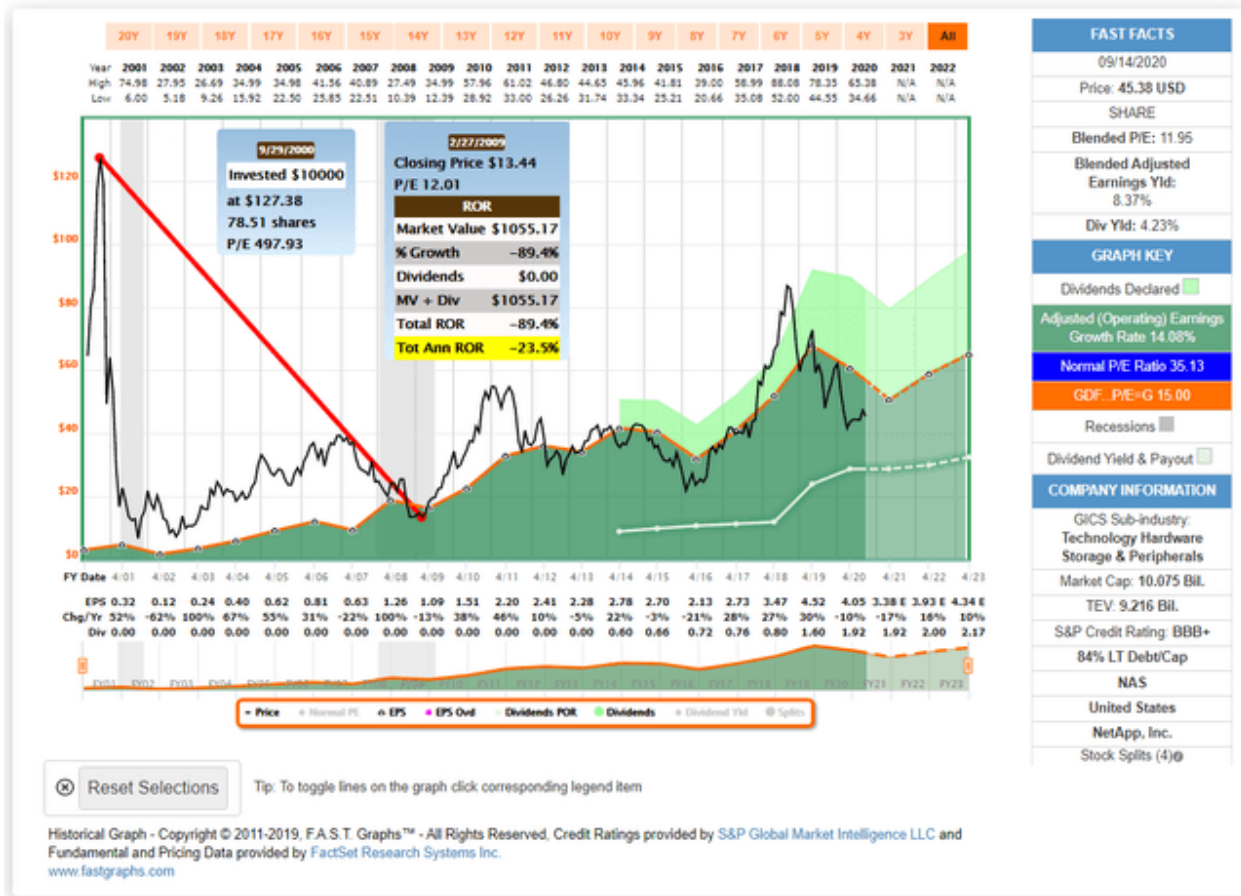 20Y 19Y 18Y 17Y 16Y 15Y 14Y 13Y 12Y 11Y 10Y 9Y 8Y 7Y 6Y 5Y 4Y 3Y All
Year 2001 2002 2003 2004 2005 2006 2007 2008 2009 2010 2011 2012 2013 2014 2015 2016 2017 2018 2019 2020 2021 2022
High 74.98 27.95 26.69 34.99 34.98 41.56 40.89 27.49 34.99 57.96 61.02 46.80 44.65 45.96 41.81 39.00 58.99 88.08 78.35 65.38 N/A N/A
Low 6.00 5.18 9.26 15.92 22.50 25.85 22.51 10.39 12.39 28.92 33.00 26.26 31.74 33.34 25.21 20.66 35.08 52.00 44.55 34.66 N/A N/A
9/29/2000
Invested $10000
at $127.38
78.51 shares
P/E 497.93
2/27/2009
Closing Price $13.44
P/E 12.01
ROR
Market Value $1055.17
% Growth -89.4%
Dividends $0.00
MV + Div $1055.17
Total ROR -89.4%
Tot Ann ROR -23.5%
$120
$100
$80
$60
$40
$20
$0
FY Date 4/01 4/02 4/03 4/04 4/05 4/06 4/07 4/08 4/09 4/10 4/11 4/12 4/13 4/14 4/15 4/16 4/17 4/18 4/19 4/20 4/21 4/22 4/23
EPS 0.32 0.12 0.24 0.40 0.62 0.81 0.63 1.26 1.09 1.51 2.20 2.41 2.28 2.78 2.70 2.13 2.73 3.47 4.52 4.05 3.38 E 3.93 E 4.34 E
Chg/Yr 52% -62% 100% 67% 55% 31% -22% 100% -13% 38% 46% 10% -5% 22% -3% -21% 28% 27% 30% -10% -17% 16% 10%
Div 0.00 0.00 0.00 0.00 0.00 0.00 0.00 0.00 0.00 0.00 0.00 0.00 0.00 0.60 0.66 0.72 0.76 0.80 1.60 1.92 1.92 2.00 2.17
FY01 FY02 FY03 FY04 FY05 FY06 FY07 FY08 FY09 FY10 FY11 FY12 FY13 FY14 FY15 FY16 FY17 FY18 FY19 FY20 FY21 FY22 FY23
Price Normal PE EPS EPS Ovd Dividends POR Dividends Dividend Yld Splits
FAST FACTS
09/14/2020
Price: 45.38 USD
SHARE
Blended P/E: 11.95
Blended Adjusted
Earnings Yld:
8.37%
Div Yld: 4.23%
GRAPH KEY
Dividends Declared
Adjusted (Operating) Earnings
Growth Rate 14.08%
Normal P/E Ratio 35.13
GDF...P/E=G 15.00
Recessions
Dividend Yield & Payout
COMPANY INFORMATION
GICS Sub-industry:
Technology Hardware
Storage & Peripherals
Market Cap: 10.075 Bil.
TEV: 9.216 Bil.
S&P Credit Rating: BBB+
84% LT Debt/Cap
NAS
United States
NetApp, Inc.
Stock Splits (4)
Reset Selections
Tip: To toggle lines on the graph click corresponding legend item
Historical Graph - Copyright © 2011-2019, F.A.S.T. Graphs™ - All Rights Reserved, Credit Ratings provided by S&P Global Market Intelligence LLC and
Fundamental and Pricing Data provided by FactSet Research Systems Inc.
www.fastgraphs.com